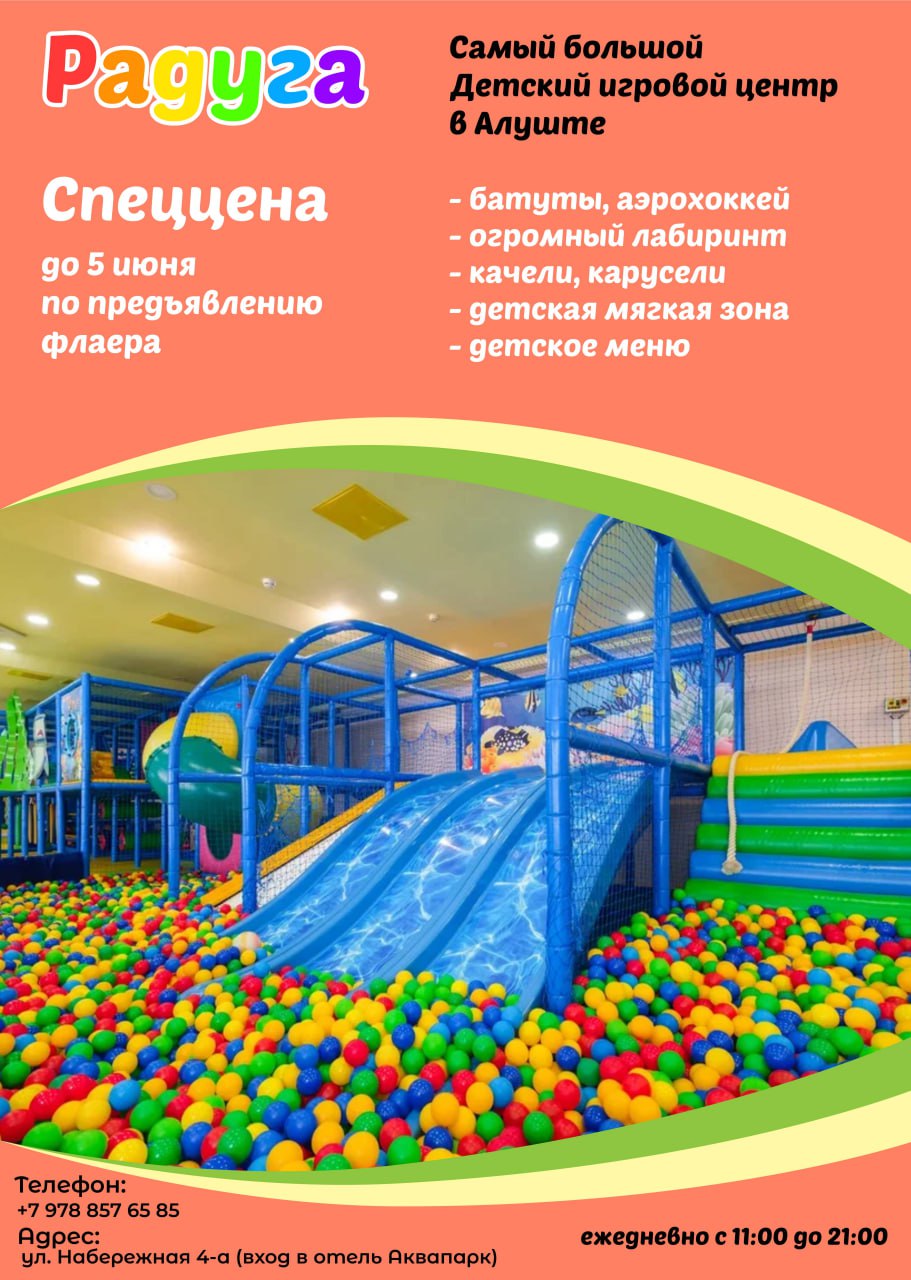 Радуга
Самый большой
Детский игровой центр
в Алуште
Спеццена
до 5 июня
по предъявлению
флаера
- батуты, аэрохоккей
- огромный лабиринт
- качели, карусели
- детская мягкая зона
- детское меню
Телефон:
+7 978 857 65 85
Адрес:
ул. Набережная 4-а (вход в отель Аквапарк)
ежедневно с 11:00 до 21:00